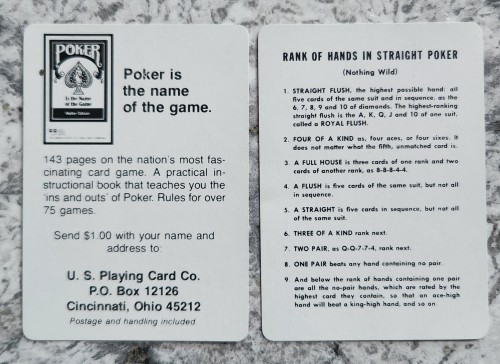 POKER
Is the Name
of the Game
Poker is
the name
of the game.
143 pages on the nation's most fas-
cinating card game. A practical in-
structional book that teaches you the
'ins and outs' of Poker. Rules for over
75 games.
Send $1.00 with your name and
address to:
U. S. Playing Card Co.
P.O. Box 12126
Cincinnati, Ohio 45212
Postage and handling included.
RANK OF HANDS IN STRAIGHT POKER
(Nothing Wild)
1. STRAIGHT FLUSH, the highest possible hand: all
five cards of the same suit and in sequence, as the
6, 7, 8, 9 and 10 of diamonds. The highest-ranking
straight flush is the A, K, Q, J and 10 of one suit,
called a ROYAL FLUSH.
2. FOUR OF A KIND as, four aces, or four sixes. It
does not matter what the fifth, unmatched card is.
3. A FULL HOUSE is three cards of one rank and two
cards of another rank, as 8-8-8-4-4.
4. A FLUSH is five cards of the same suit, but not all
in sequence.
5. A STRAIGHT is five cards in sequence, but not all
of the same suit.
6. THREE OF A KIND rank next.
7. TWO PAIR, as Q-Q-7-7-4, rank next.
8. ONE PAIR beats any hand containing no pair.
9. And below the rank of hands containing one pair
are all the no-pair hands, which are rated by the
highest card they contain, so that an ace-high
hand will beat a king-high hand, and so on.